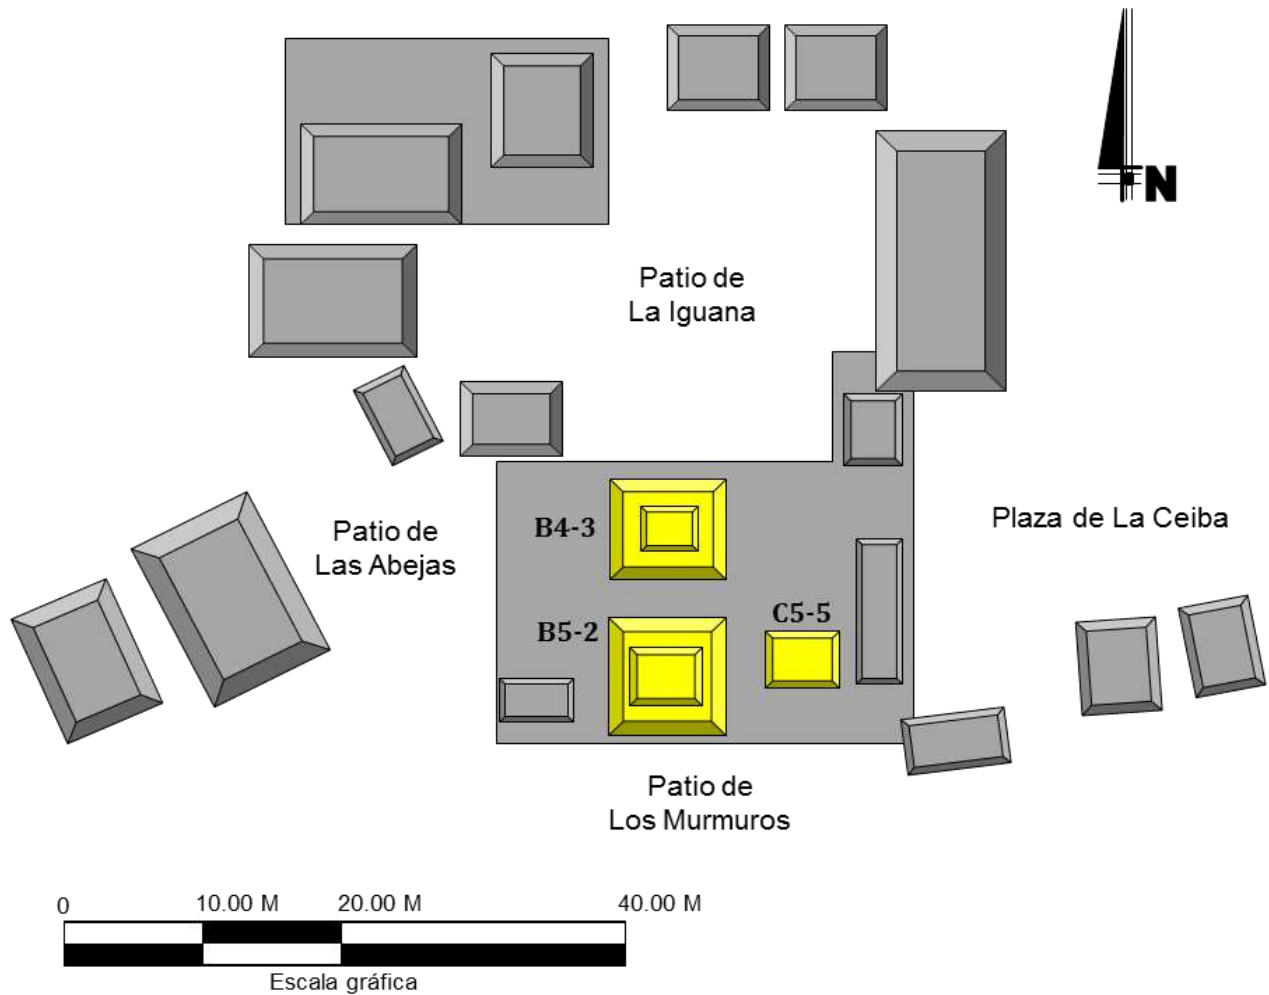 N
Patio de
La Iguana
Plaza de La Ceiba
B4-3
Patio de
Las Abejas
C5-5
B5-2
Patio de
Los Murmuros
0 10.00 M 20.00 M 40.00 M
Escala gráfica